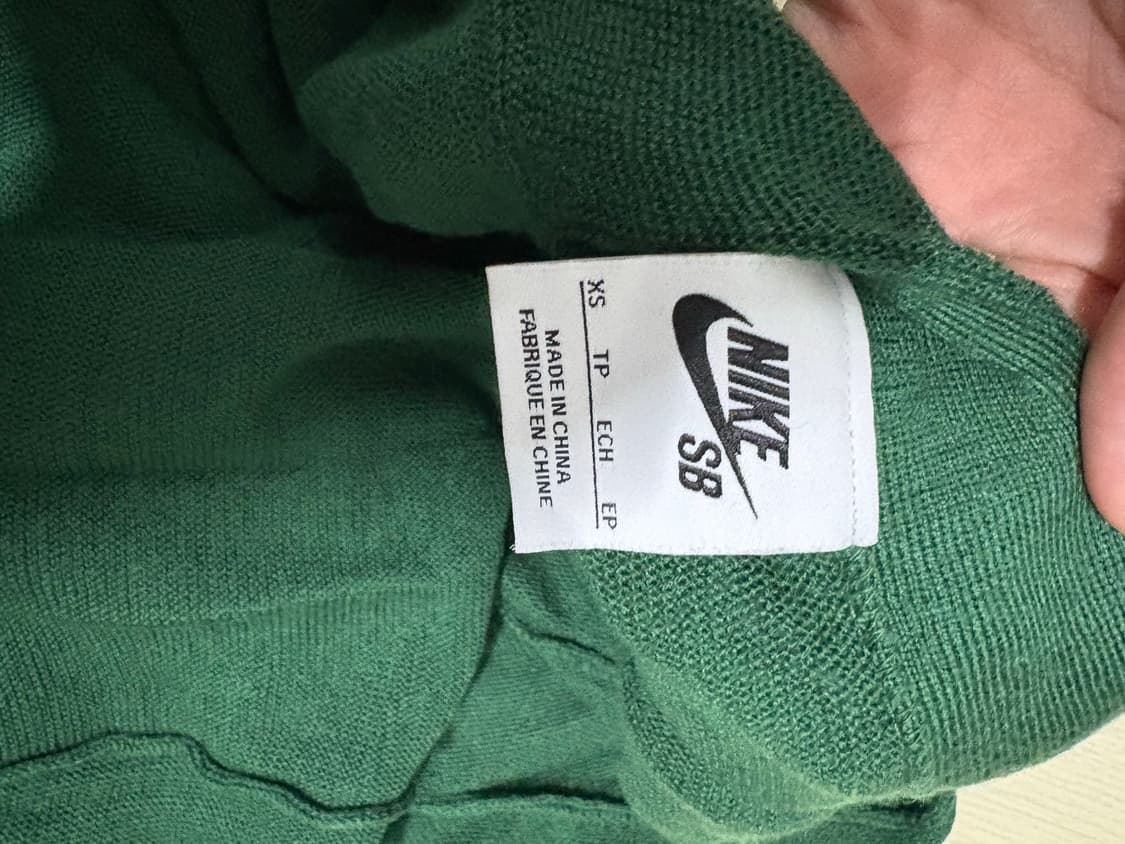 NIKE
SB
XS TP ECH EP
MADE IN CHINA
FABRIQUE EN CHINE